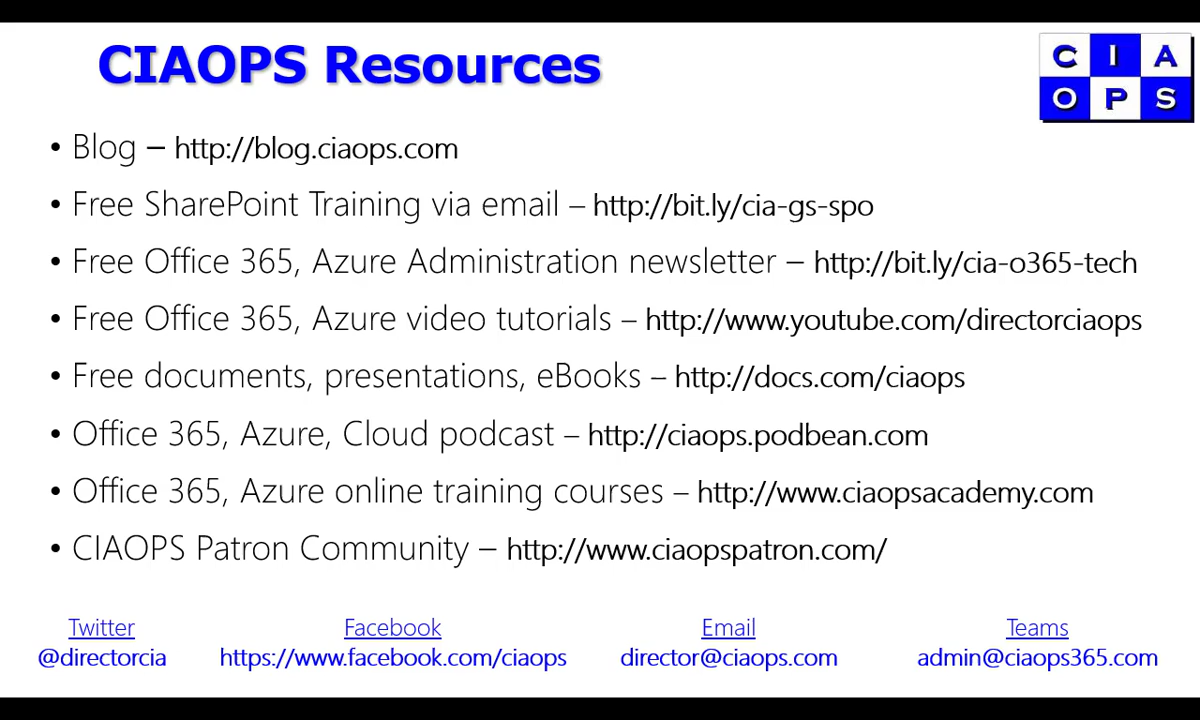 CIAOPS Resources
C I A
O P S
• Blog – http://blog.ciaops.com
• Free SharePoint Training via email – http://bit.ly/cia-gs-spo
• Free Office 365, Azure Administration newsletter – http://bit.ly/cia-o365-tech
• Free Office 365, Azure video tutorials – http://www.youtube.com/directorciaops
• Free documents, presentations, eBooks – http://docs.com/ciaops
• Office 365, Azure, Cloud podcast – http://ciaops.podbean.com
• Office 365, Azure online training courses – http://www.ciaopsacademy.com
• CIAOPS Patron Community – http://www.ciaopspatron.com/
Twitter Facebook Email Teams
@directorcia https://www.facebook.com/ciaops director@ciaops.com admin@ciaops365.com